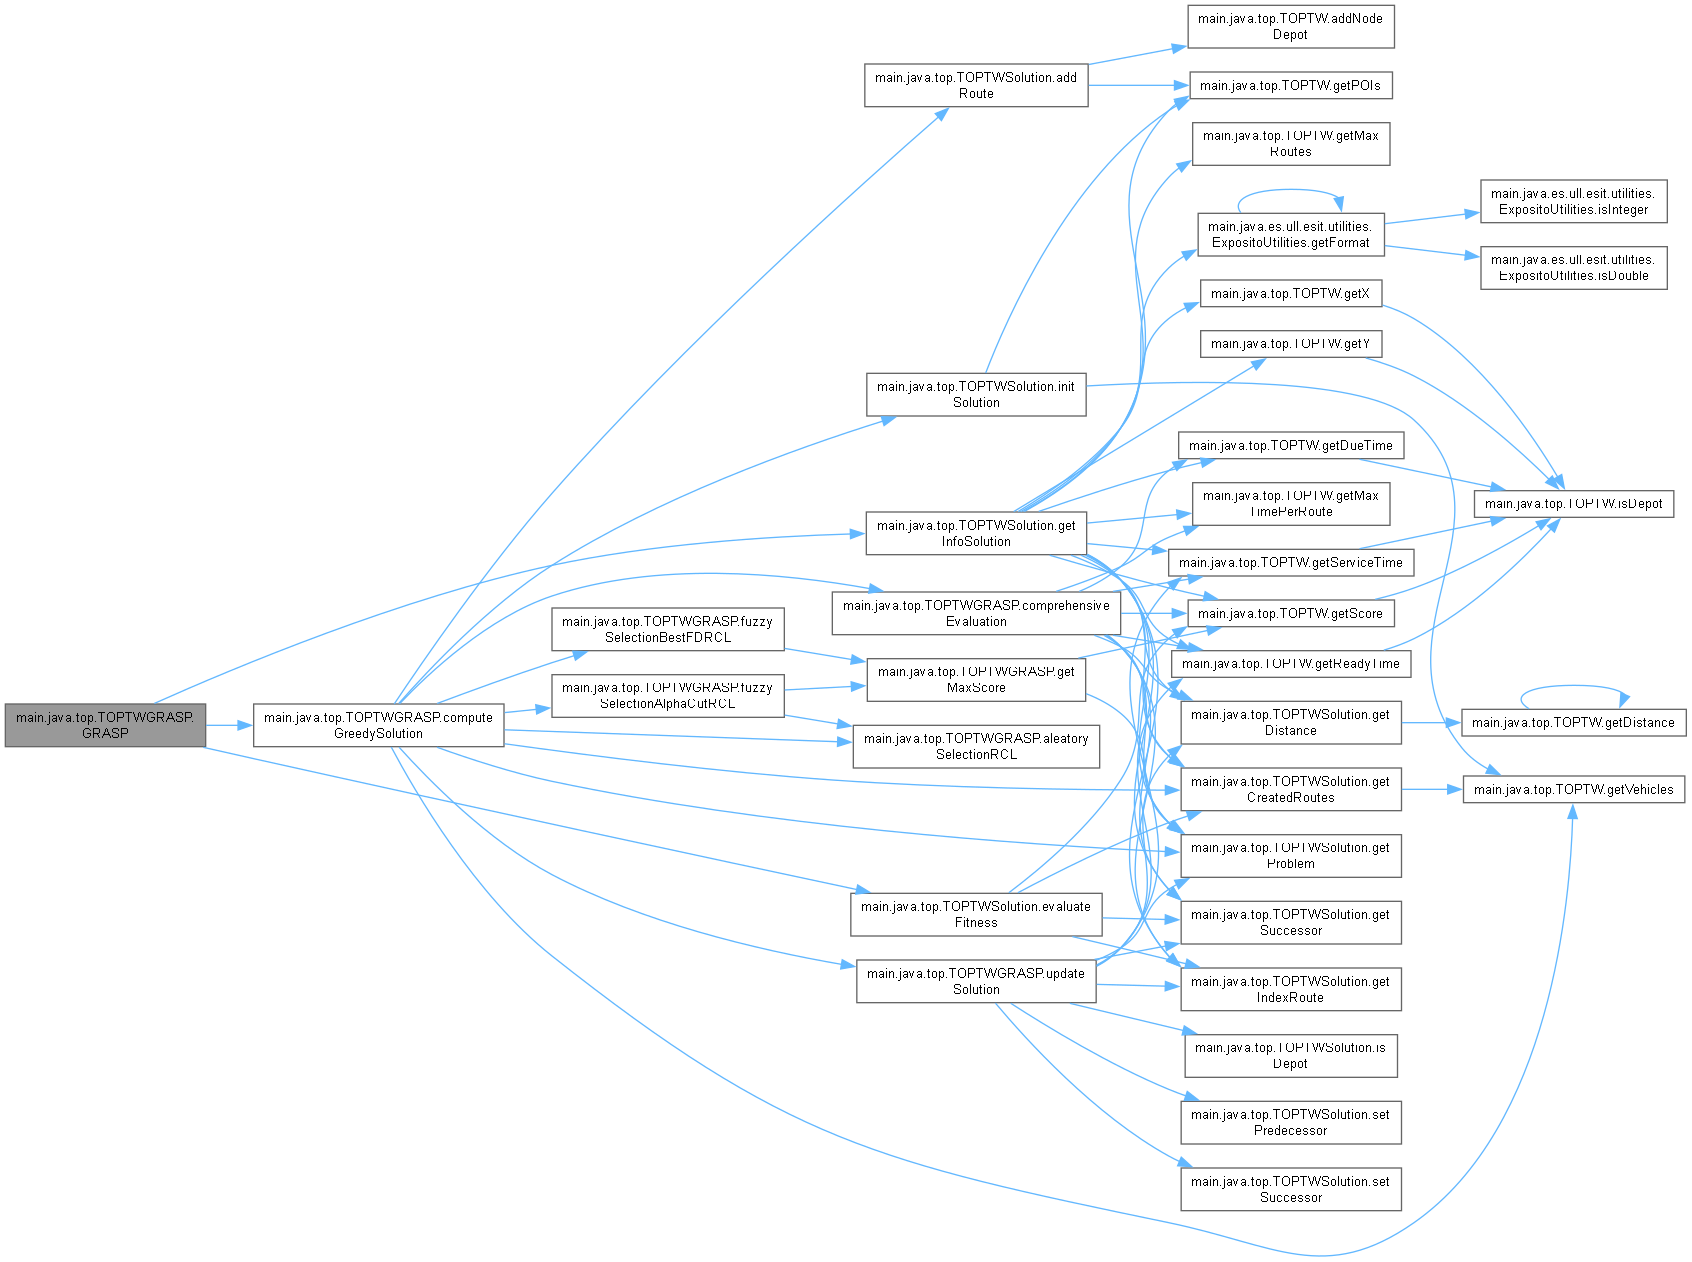 main.java.top.TOPTWGRASP.
GRASP
main.java.top.TOPTWGRASP.compute
GreedySolution
main.java.top.TOPTWGRASP.fuzzy
SelectionBestFDRCL
main.java.top.TOPTWGRASP.fuzzy
SelectionAlphaCutRCL
main.java.top.TOPTWSolution.add
Route
main.java.top.TOPTWSolution.init
Solution
main.java.top.TOPTWSolution.get
InfoSolution
main.java.top.TOPTWGRASP.comprehensive
Evaluation
main.java.top.TOPTWGRASP.get
MaxScore
main.java.top.TOPTWGRASP.aleatory
SelectionRCL
main.java.top.TOPTWSolution.evaluate
Fitness
main.java.top.TOPTWGRASP.update
Solution
main.java.top.TOPTW.addNode
Depot
main.java.top.TOPTW.getPOIs
main.java.top.TOPTW.getMax
Routes
main.java.es.ull.esit.utilities.
ExpositoUtilities.getFormat
main.java.top.TOPTW.getX
main.java.top.TOPTW.getY
main.java.top.TOPTW.getDueTime
main.java.top.TOPTW.getMax
TimePerRoute
main.java.top.TOPTW.getServiceTime
main.java.top.TOPTW.getScore
main.java.top.TOPTW.getReadyTime
main.java.top.TOPTWSolution.get
Distance
main.java.top.TOPTWSolution.get
CreatedRoutes
main.java.top.TOPTWSolution.get
Problem
main.java.top.TOPTWSolution.get
Successor
main.java.top.TOPTWSolution.get
IndexRoute
main.java.top.TOPTWSolution.is
Depot
main.java.top.TOPTWSolution.set
Predecessor
main.java.top.TOPTWSolution.set
Successor
main.java.es.ull.esit.utilities.
ExpositoUtilities.isInteger
main.java.es.ull.esit.utilities.
ExpositoUtilities.isDouble
main.java.top.TOPTW.isDepot
main.java.top.TOPTW.getDistance
main.java.top.TOPTW.getVehicles